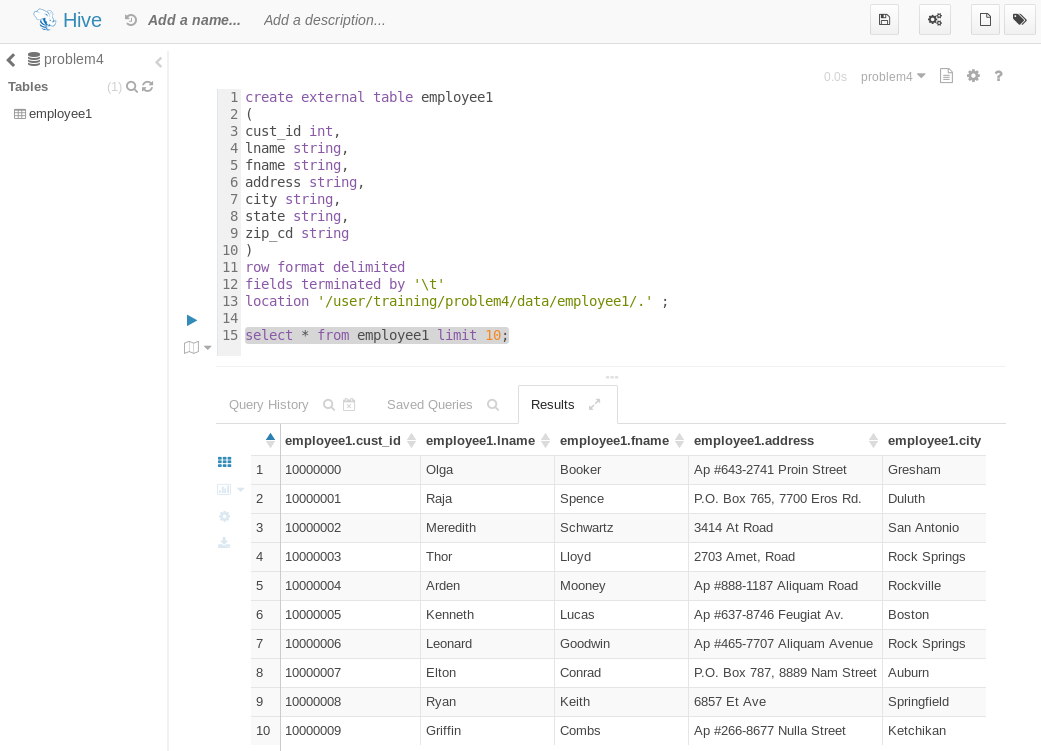 Hive Add a name... Add a description...
problem4
Tables (1)
employee1
0.0s problem4 ?
1 create external table employee1
2 (
3 cust_id int,
4 lname string,
5 fname string,
6 address string,
7 city string,
8 state string,
9 zip_cd string
10 )
11 row format delimited
12 fields terminated by '\t'
13 location '/user/training/problem4/data/employee1/.' ;
14
15 select * from employee1 limit 10;
Query History Saved Queries Results
employee1.cust_id employee1.lname employee1.fname employee1.address employee1.city
1 10000000 Olga Booker Ap #643-2741 Proin Street Gresham
2 10000001 Raja Spence P.O. Box 765, 7700 Eros Rd. Duluth
3 10000002 Meredith Schwartz 3414 At Road San Antonio
4 10000003 Thor Lloyd 2703 Amet, Road Rock Springs
5 10000004 Arden Mooney Ap #888-1187 Aliquam Road Rockville
6 10000005 Kenneth Lucas Ap #637-8746 Feugiat Av. Boston
7 10000006 Leonard Goodwin Ap #465-7707 Aliquam Avenue Rock Springs
8 10000007 Elton Conrad P.O. Box 787, 8889 Nam Street Auburn
9 10000008 Ryan Keith 6857 Et Ave Springfield
10 10000009 Griffin Combs Ap #266-8677 Nulla Street Ketchikan